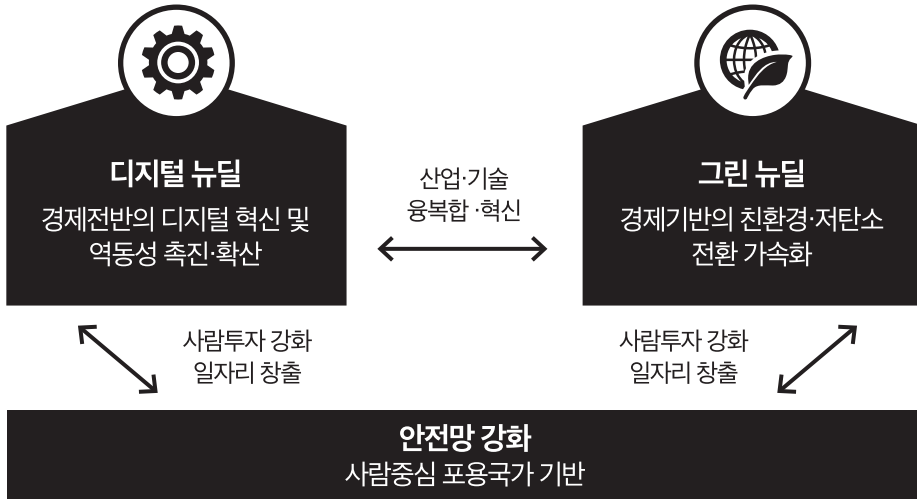 디지털 뉴딜
경제전반의 디지털 혁신 및
역동성 촉진·확산
산업·기술
융복합 ·혁신
그린 뉴딜
경제기반의 친환경·저탄소
전환 가속화
사람투자 강화
일자리 창출
사람투자 강화
일자리 창출
안전망 강화
사람중심 포용국가 기반